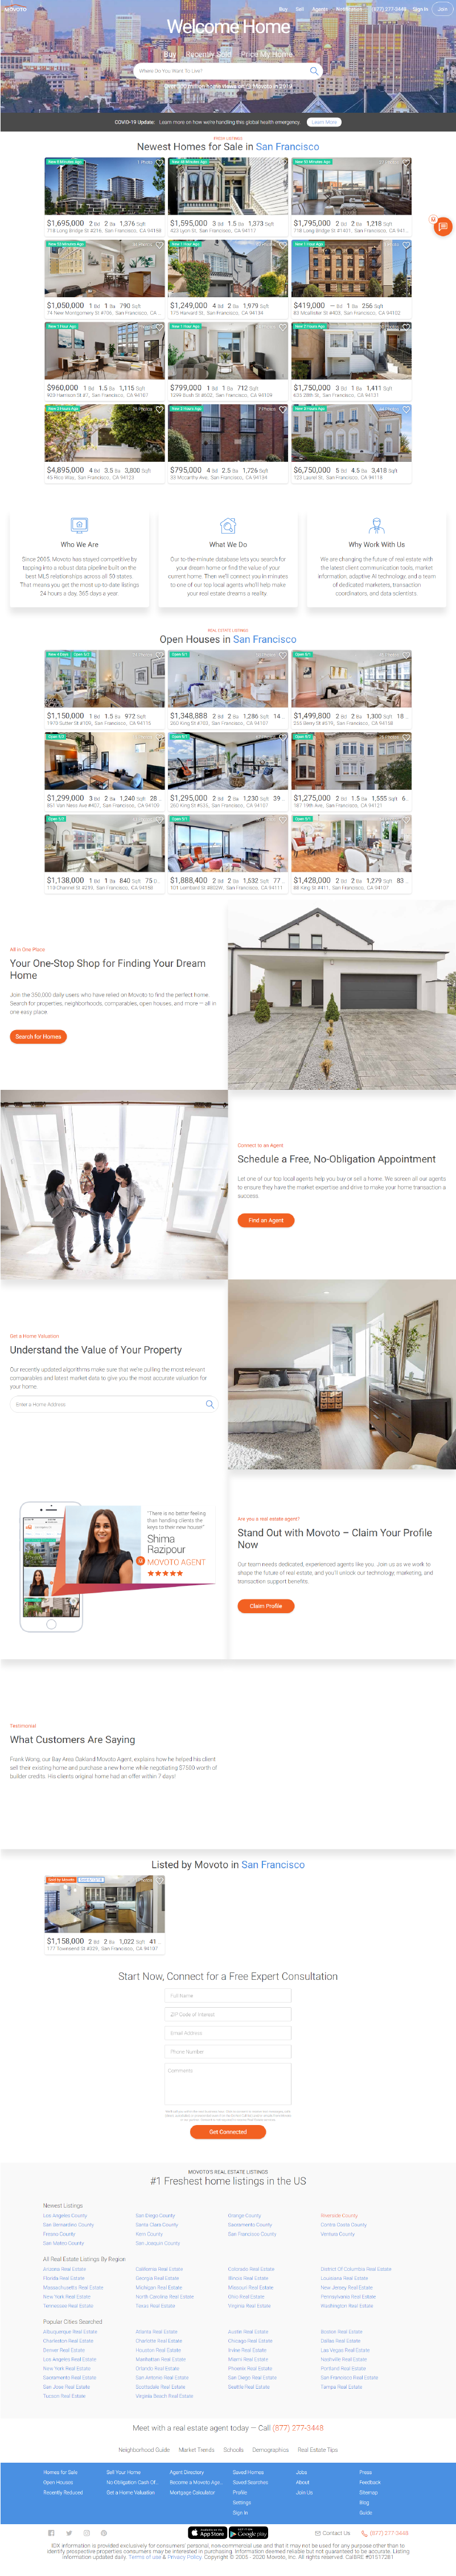 MOVOTO
Buy Sell Agents (877) 277-3448 Sign In Join
Welcome Home
Buy Recently Sold Price My Home
Where Do You Want To Live?
COVID-19 Update: Learn more on how we're handling this global health emergency. Learn More
Newest Homes for Sale in San Francisco
$1,695,000 2 Bd 2 Ba 1,376 Sqft
$1,595,000 3 Bd 1.5 Ba 1,373 Sqft
$1,795,000 2 Bd 2 Ba 1,218 Sqft
$1,050,000 1 Bd 1 Ba 790 Sqft
$1,249,000 4 Bd 2 Ba 1,979 Sqft
$419,000 — Bd 1 Ba 256 Sqft
$960,000 1 Bd 1.5 Ba 1,115 Sqft
$799,000 1 Bd 1 Ba 712 Sqft
$1,750,000 3 Bd 1 Ba 1,411 Sqft
$4,895,000 4 Bd 3.5 Ba 3,800 Sqft
$795,000 4 Bd 2.5 Ba 1,726 Sqft
$6,750,000 5 Bd 4.5 Ba 3,418 Sqft
Who We Are
Since 2005, Movoto has stayed competitive by
tapping into a robust data pipeline built on the
best MLS relationships across all 50 states.
That means you get the most up-to-date listings
24 hours a day, 365 days a year.
What We Do
Our to-the-minute database lets you search for
your dream home or find the value of your
current home. Then we'll connect you in minutes
to one of our top local agents who'll help make
your real estate dreams a reality.
Why Work With Us
We are changing the future of real estate with
the latest client communication tools, market
information, adaptive AI technology, and a team
of dedicated marketers, transaction
coordinators, and data scientists.
REAL ESTATE LISTINGS
Open Houses in San Francisco
$1,150,000 1 Bd 1.5 Ba 972 Sqft
$1,348,888 2 Bd 2 Ba 1,286 Sqft
$1,499,800 2 Bd 2 Ba 1,300 Sqft
$1,299,000 3 Bd 2 Ba 1,240 Sqft
$1,295,000 2 Bd 2 Ba 1,230 Sqft
$1,275,000 2 Bd 1.5 Ba 1,555 Sqft
$1,138,000 1 Bd 1 Ba 840 Sqft
$1,888,400 2 Bd 2 Ba 1,532 Sqft
$1,428,000 2 Bd 2 Ba 1,279 Sqft
All in One Place
Your One-Stop Shop for Finding Your Dream
Home
Join the 350,000 daily users who have relied on Movoto to find the perfect home.
Search for properties, neighborhoods, comparables, open houses, and more — all in
one easy place.
Search for Homes
Connect to an Agent
Schedule a Free, No-Obligation Appointment
Let one of our top local agents help you buy or sell a home. We screen all our agents
to ensure they have the market expertise and drive to make your home transaction a
success.
Find an Agent
Get a Home Valuation
Understand the Value of Your Property
Our recently updated algorithms make sure that we're giving the most relevant
comparables and latest market data to give you the most accurate valuation for
your home.
Enter a Home Address
"There is no better feeling
than handing clients the
keys to their new house!"
Shima
Razipour
MOVOTO AGENT
Are you a real estate agent?
Stand Out with Movoto – Claim Your Profile
Now
Our team needs dedicated, experienced agents like you. Join us as we work to
shape the future of real estate, and you'll unlock our technology, marketing, and
transaction support benefits.
Claim Profile
Testimonial
What Customers Are Saying
Frank Wong, our Bay Area Oakland Movoto Agent, explains how he helped his client
sell their existing home and purchase a new home while negotiating $7500 worth of
builder credits. His clients original home had an offer within 7 days!
Listed by Movoto in San Francisco
$1,158,000 2 Bd 2 Ba 1,022 Sqft
177 Townsend St #329, San Francisco, CA 94107
Start Now, Connect for a Free Expert Consultation
Full Name
ZIP Code of Interest
Email Address
Phone Number
Comments
Get Connected
MOVOTO'S REAL ESTATE LISTINGS
#1 Freshest home listings in the US
Newest Listings
Los Angeles County San Diego County Orange County Riverside County
San Bernardino County Santa Clara County Sacramento County Contra Costa County
Fresno County Kern County San Francisco County Ventura County
San Mateo County San Joaquin County
All Real Estate Listings By Region
Arizona Real Estate California Real Estate Colorado Real Estate District Of Columbia Real Estate
Florida Real Estate Georgia Real Estate Illinois Real Estate Louisiana Real Estate
Massachusetts Real Estate Michigan Real Estate Missouri Real Estate New Jersey Real Estate
New York Real Estate North Carolina Real Estate Ohio Real Estate Pennsylvania Real Estate
Tennessee Real Estate Texas Real Estate Virginia Real Estate Washington Real Estate
Popular Cities Searched
Albuquerque Real Estate Atlanta Real Estate Austin Real Estate Boston Real Estate
Charleston Real Estate Charlotte Real Estate Chicago Real Estate Dallas Real Estate
Denver Real Estate Houston Real Estate Irvine Real Estate Las Vegas Real Estate
Los Angeles Real Estate Manhattan Real Estate Miami Real Estate Nashville Real Estate
New York Real Estate Orlando Real Estate Phoenix Real Estate Portland Real Estate
Sacramento Real Estate San Antonio Real Estate San Diego Real Estate San Francisco Real Estate
San Jose Real Estate Scottsdale Real Estate Seattle Real Estate Tampa Real Estate
Tucson Real Estate Virginia Beach Real Estate
Meet with a real estate agent today — Call (877) 277-3448
Neighborhood Guide Market Trends Schools Demographics Real Estate Tips
Homes for Sale Sell Your Home Agent Directory Saved Homes Jobs Press
Open Houses No Obligation Cash Of... Become a Movoto Age... Saved Searches About Feedback
Recently Reduced Get a Home Valuation Mortgage Calculator Profile Join Us Sitemap
Settings Blog
Sign In Guide
App Store Google play Contact Us (877) 277-3448
IDX information is provided exclusively for consumers' personal, non-commercial use and that it may not be used for any purpose other than to
identify prospective properties consumers may be interested in purchasing. Information deemed reliable but not guaranteed to be accurate. Listing
information updated daily. Terms of use & Privacy Policy. Copyright © 2005 - 2020 Movoto, Inc. All rights reserved. CalBRE #01517281